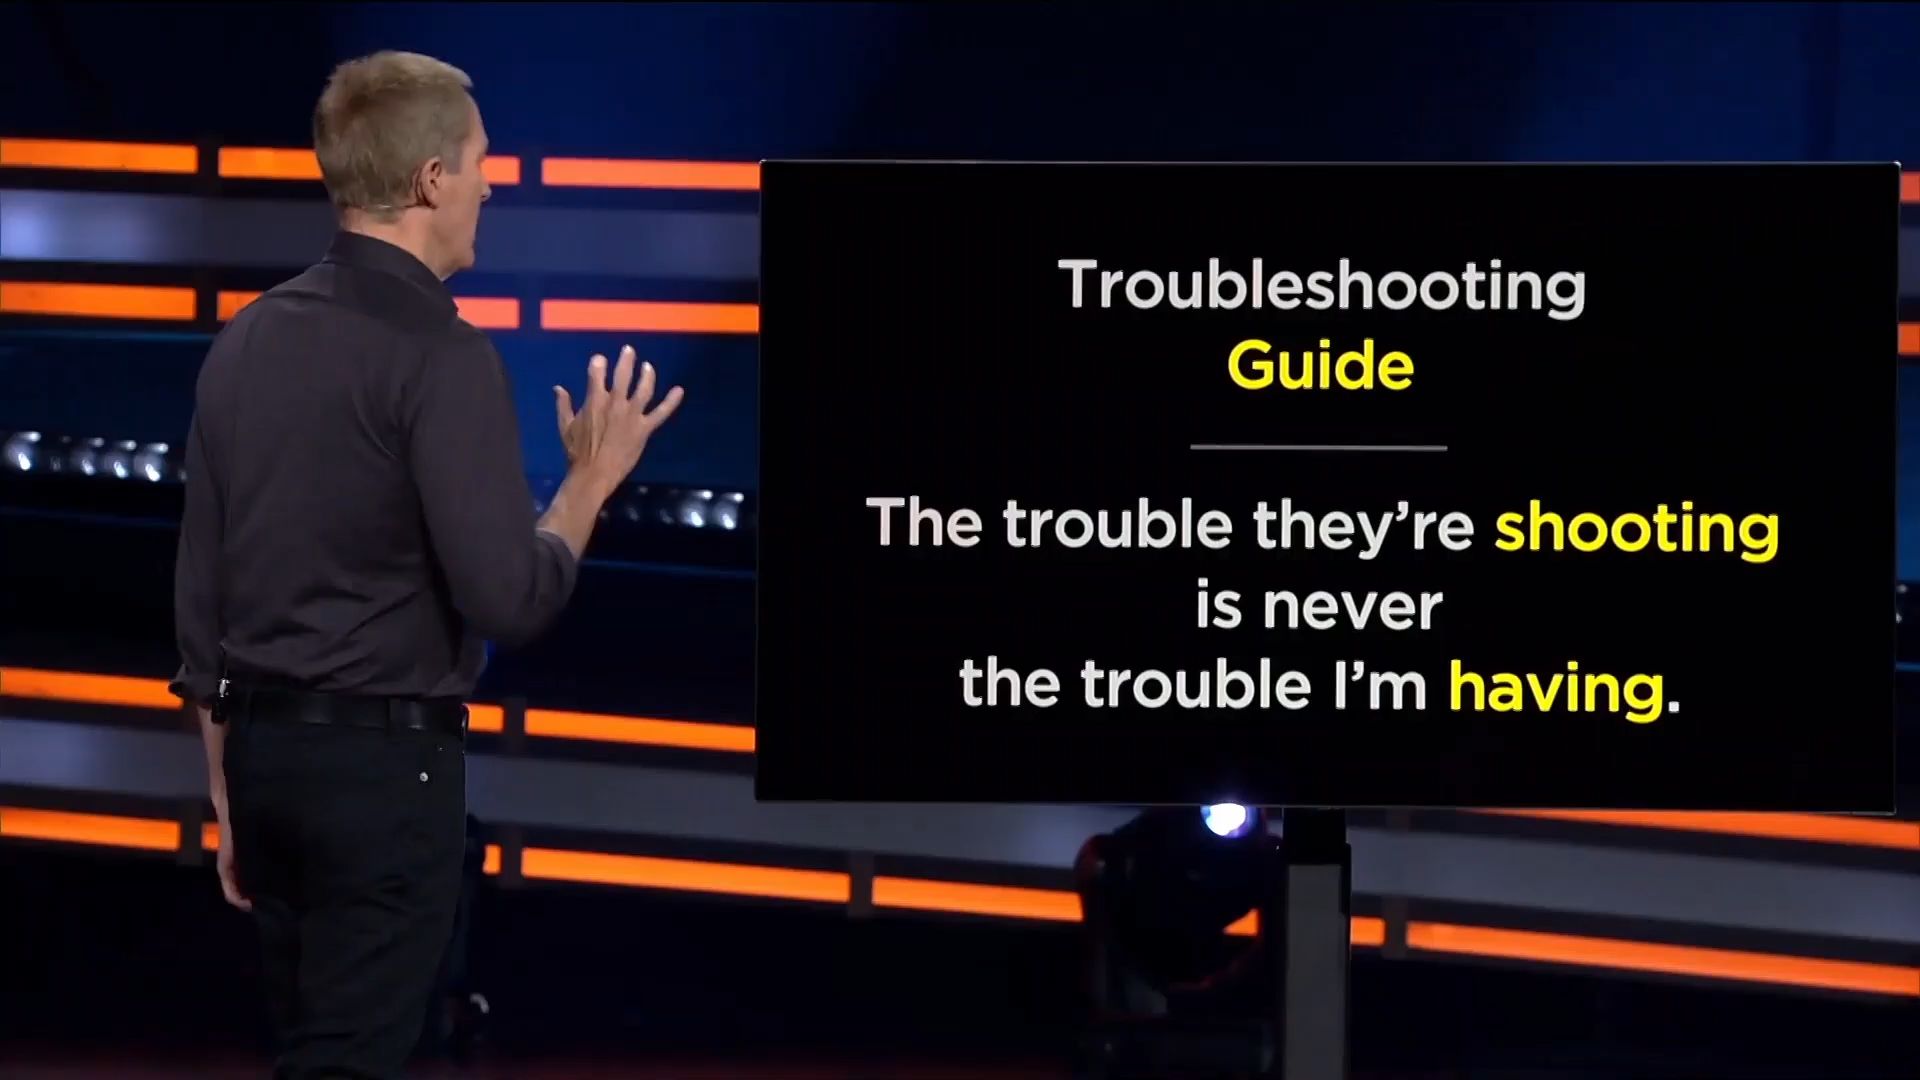 Troubleshooting
Guide
The trouble they’re shooting
is never
the trouble I’m having.